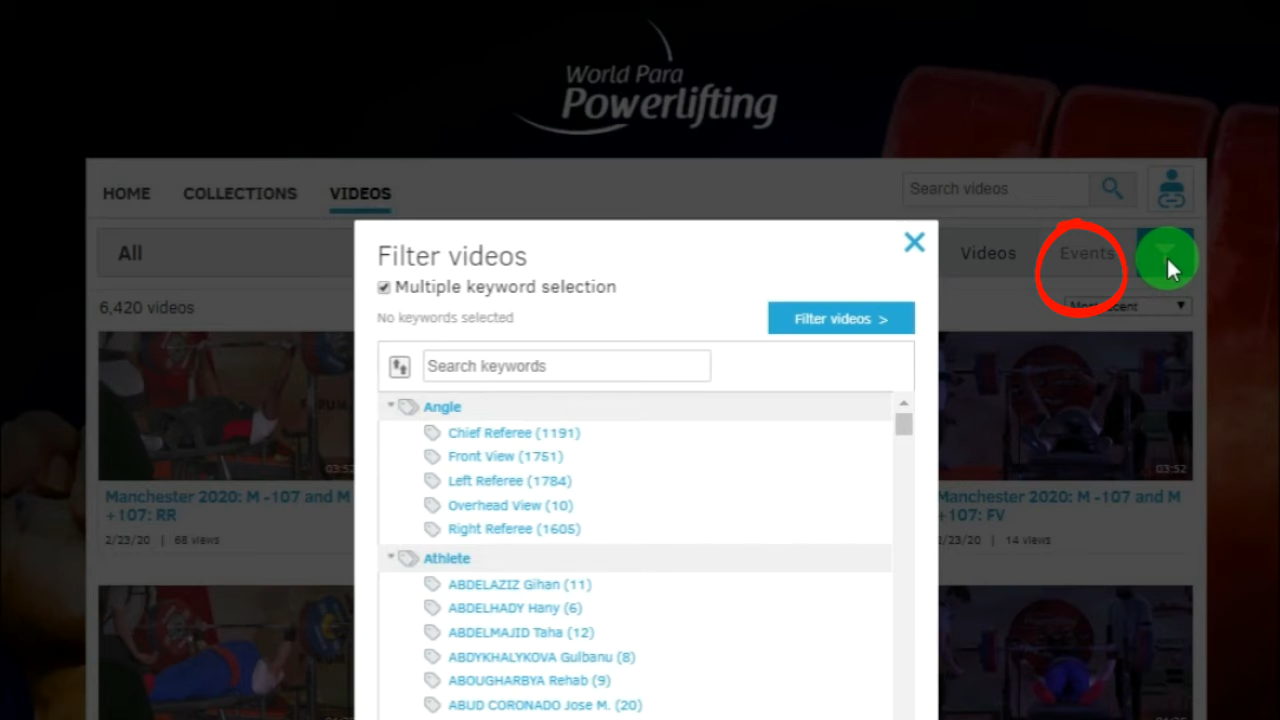 World Para
Powerlifting
HOME COLLECTIONS VIDEOS
Search videos
All
Videos Events
6,420 videos
Most recent
Filter videos
Multiple keyword selection
No keywords selected
Filter videos >
Search keywords
Angle
Chief Referee (1191)
Front View (1751)
Left Referee (1784)
Overhead View (10)
Right Referee (1605)
Athlete
ABDELAZIZ Gihan (11)
ABDELHADY Hany (6)
ABDELMAJID Taha (12)
ABDYKHALYKOVA Gulbanu (8)
ABOUGHARBYA Rehab (9)
ABUD CORONADO Jose M. (20)
03:52
Manchester 2020: M -107 and M
+107: RR
2/23/20 | 68 views
03:52
Manchester 2020: M -107 and M
+107: FV
2/23/20 | 14 views